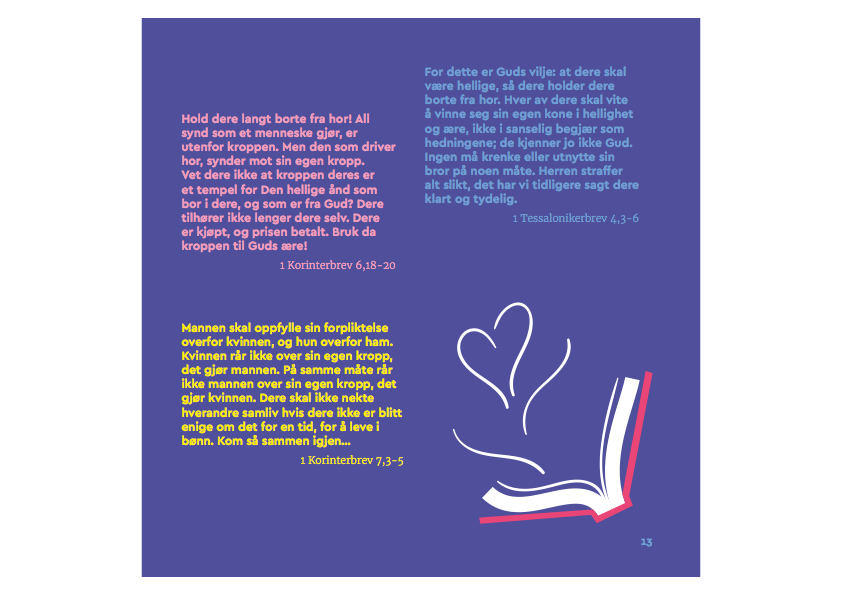 Hold dere langt borte fra hor! All
synd som et menneske gjør, er
utenfor kroppen. Men den som driver
hor, synder mot sin egen kropp.
Vet dere ikke at kroppen deres er
et tempel for Den hellige ånd som
bor i dere, og som er fra Gud? Dere
tilhører ikke lenger dere selv. Dere
er kjøpt, og prisen betalt. Bruk da
kroppen til Guds ære!
1 Korinterbrev 6,18-20
Mannen skal oppfylle sin forpliktelse
overfor kvinnen, og hun overfor ham.
Kvinnen rår ikke over sin egen kropp,
det gjør mannen. På samme måte rår
ikke mannen over sin egen kropp, det
gjør kvinnen. Dere skal ikke nekte
hverandre samliv hvis dere ikke er blitt
enige om det for en tid, for å leve i
bønn. Kom så sammen igjen...
1 Korinterbrev 7,3-5
For dette er Guds vilje: at dere skal
være hellige, så dere holder dere
borte fra hor. Hver av dere skal vite
å vinne seg sin egen kone i hellighet
og ære, ikke i sanselig begjær som
hedningene; de kjenner jo ikke Gud.
Ingen må krenke eller utnytte sin
bror på noen måte. Herren straffer
alt slikt, det har vi tidligere sagt dere
klart og tydelig.
1 Tessalonikerbrev 4,3-6
13